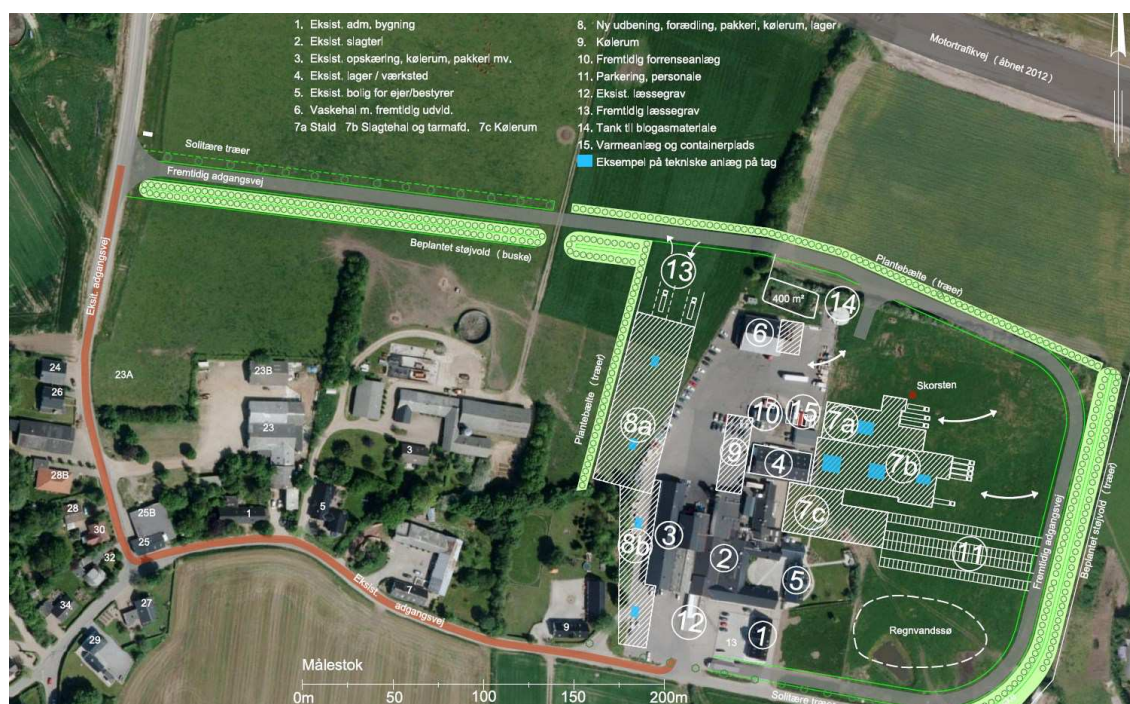 1. Eksist. adm. bygning
2. Eksist. slagteri
3. Eksist. opskæring, kølerum, pakkeri mv.
4. Eksist. lager / værksted
5. Eksist. bolig for ejer/bestyrer
6. Vaskehal m. fremtidig udvid.
7a Stald 7b Slagtehal og tarmafd. 7c Kølerum
8. Ny udbening, forædling, pakkeri, kølerum, lager
9. Kølerum
10. Fremtidig forrenseanlæg
11. Parkering, personale
12. Eksist. læssegrav
13. Fremtidig læssegrav
14. Tank til biogasmateriale
15. Varmeanlæg og containerplads
Eksempel på tekniske anlæg på tag
Motortrafikvej (åbnet 2012)
Solitære træer
Fremtidig adgangsvej
Beplantet støjvold (buske)
Plantebælte (træer)
Eksist. adgangsvej
13
400 m²
14
6
24
26
23A
23B
23
Plantebælte (træer)
Skorsten
8a
10
15
7a
9
4
7b
3
28B
28
30
25B
25
32
1
5
7c
8b
3
2
11
5
Fremtidig adgangsvej
Beplantet støjvold (træer)
34
27
29
7
Eksist. adgangsvej
9
12
13
1
Regnvandssø
Målestok
0m 50 100 150 200m
Solitære træer